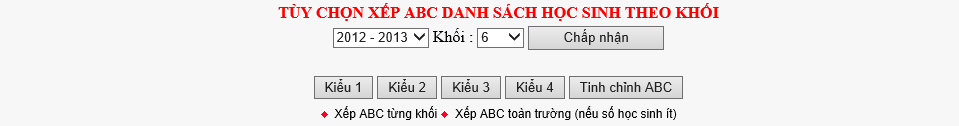 TÙY CHỌN XẾP ABC DANH SÁCH HỌC SINH THEO KHỐI
2012 - 2013 Khối : 6 Chấp nhận
Kiểu 1 Kiểu 2 Kiểu 3 Kiểu 4 Tinh chỉnh ABC
Xếp ABC từng khối Xếp ABC toàn trường (nếu số học sinh ít)